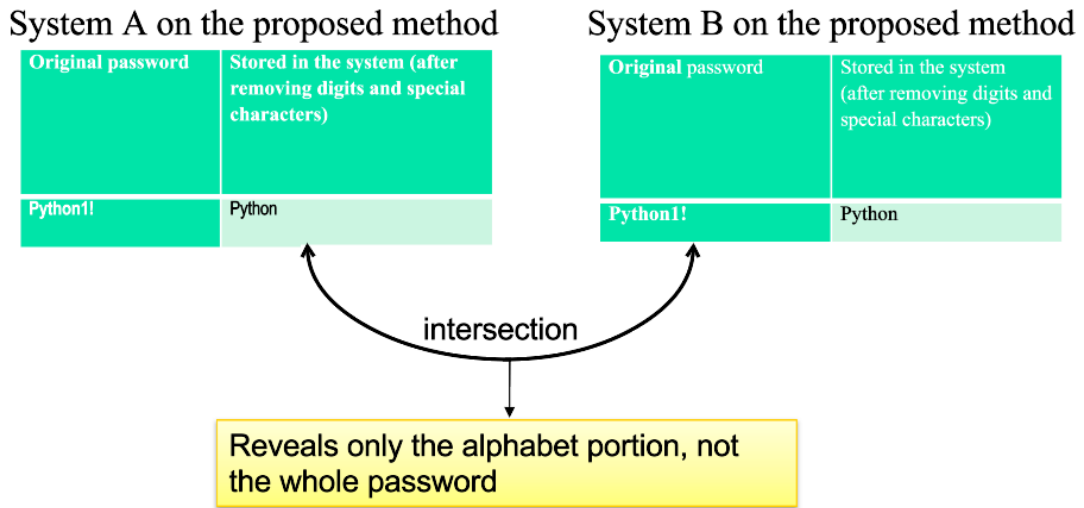 System A on the proposed method
System B on the proposed method
Original password
Stored in the system (after
removing digits and special
characters)
Python1!
Python
Original password
Stored in the system
(after removing digits and
special characters)
Python1!
Python
intersection
Reveals only the alphabet portion, not
the whole password